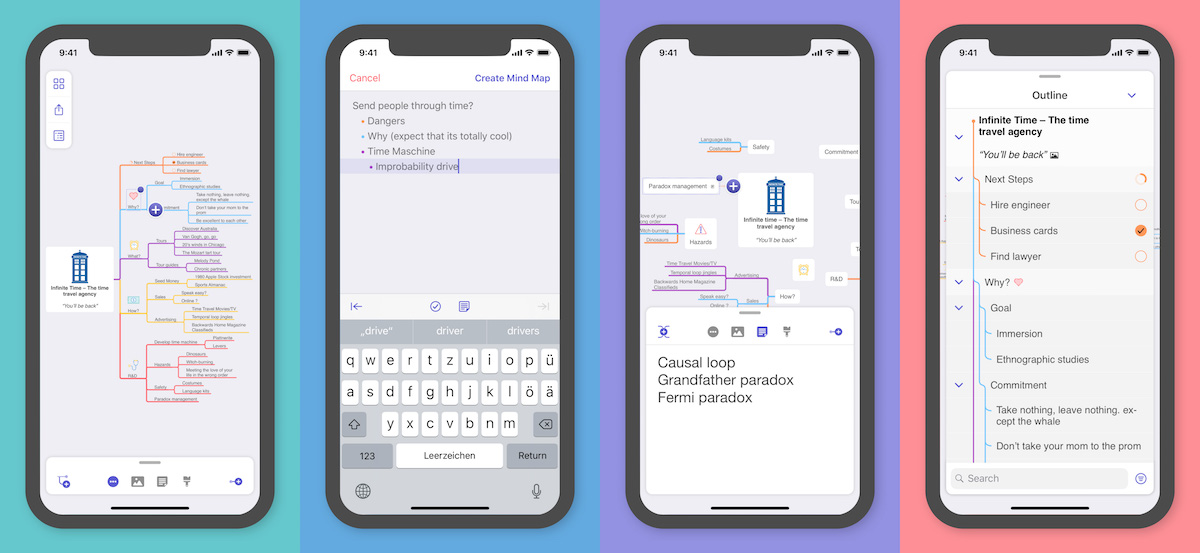 9:41
Next Steps
Hire engineer
Business cards
Find lawyer
Why?
Goal
Immersion
Ethnographic studies
Take nothing, leave nothing.
except the whale
Don't take your mom to the
prom
Be excellent to each other.
What?
Tours
Discover Australia
Van Gogh, go, go
20's winds in Chicago
The Mozart last tour
Tour guides
Melody Pond
Chronic partners
Infinite Time – The time
travel agency
"You'll be back"
How?
Seed Money
1980 Apple Stock investment
Sports Almanac
Sales
Speak easy?
Online ?
Advertising
Time Travel Movies/TV
Temporal loop jingles
Backwards Home Magazine
Classifieds
R&D
Develop time machine
Platinerite
Levers
Hazards
Dinosaurs
Witch-burning
Meeting the love of your
life in the wrong order
Safety
Costumes
Language kits
Paradox management
9:41
Cancel
Create Mind Map
Send people through time?
• Dangers
• Why (expect that its totally cool)
• Time Maschine
• Improbability drive
„drive“
driver
drivers
q w e r t z u i o p ü
a s d f g h j k l ö ä
y x c v b n m
123
Leerzeichen
Return
9:41
Language kits
Costumes
Safety
Commitment
Paradox management
Infinite time – The time
travel agency
"You'll be back"
love of your
rong order
Witch-burning
Dinosaurs
Hazards
Tou
To
Time Travel Movies/TV
Temporal loop jingles
Backwards Home Magazine
Classifieds
Advertising
R&D
How?
Speak easy?
Online ?
Sales
Causal loop
Grandfather paradox
Fermi paradox
9:41
Outline
Infinite Time – The time
travel agency
“You’ll be back”
Next Steps
Hire engineer
Business cards
Find lawyer
Why?
Goal
Immersion
Ethnographic studies
Commitment
Take nothing, leave nothing. ex-
cept the whale
Don’t take your mom to the prom
Search